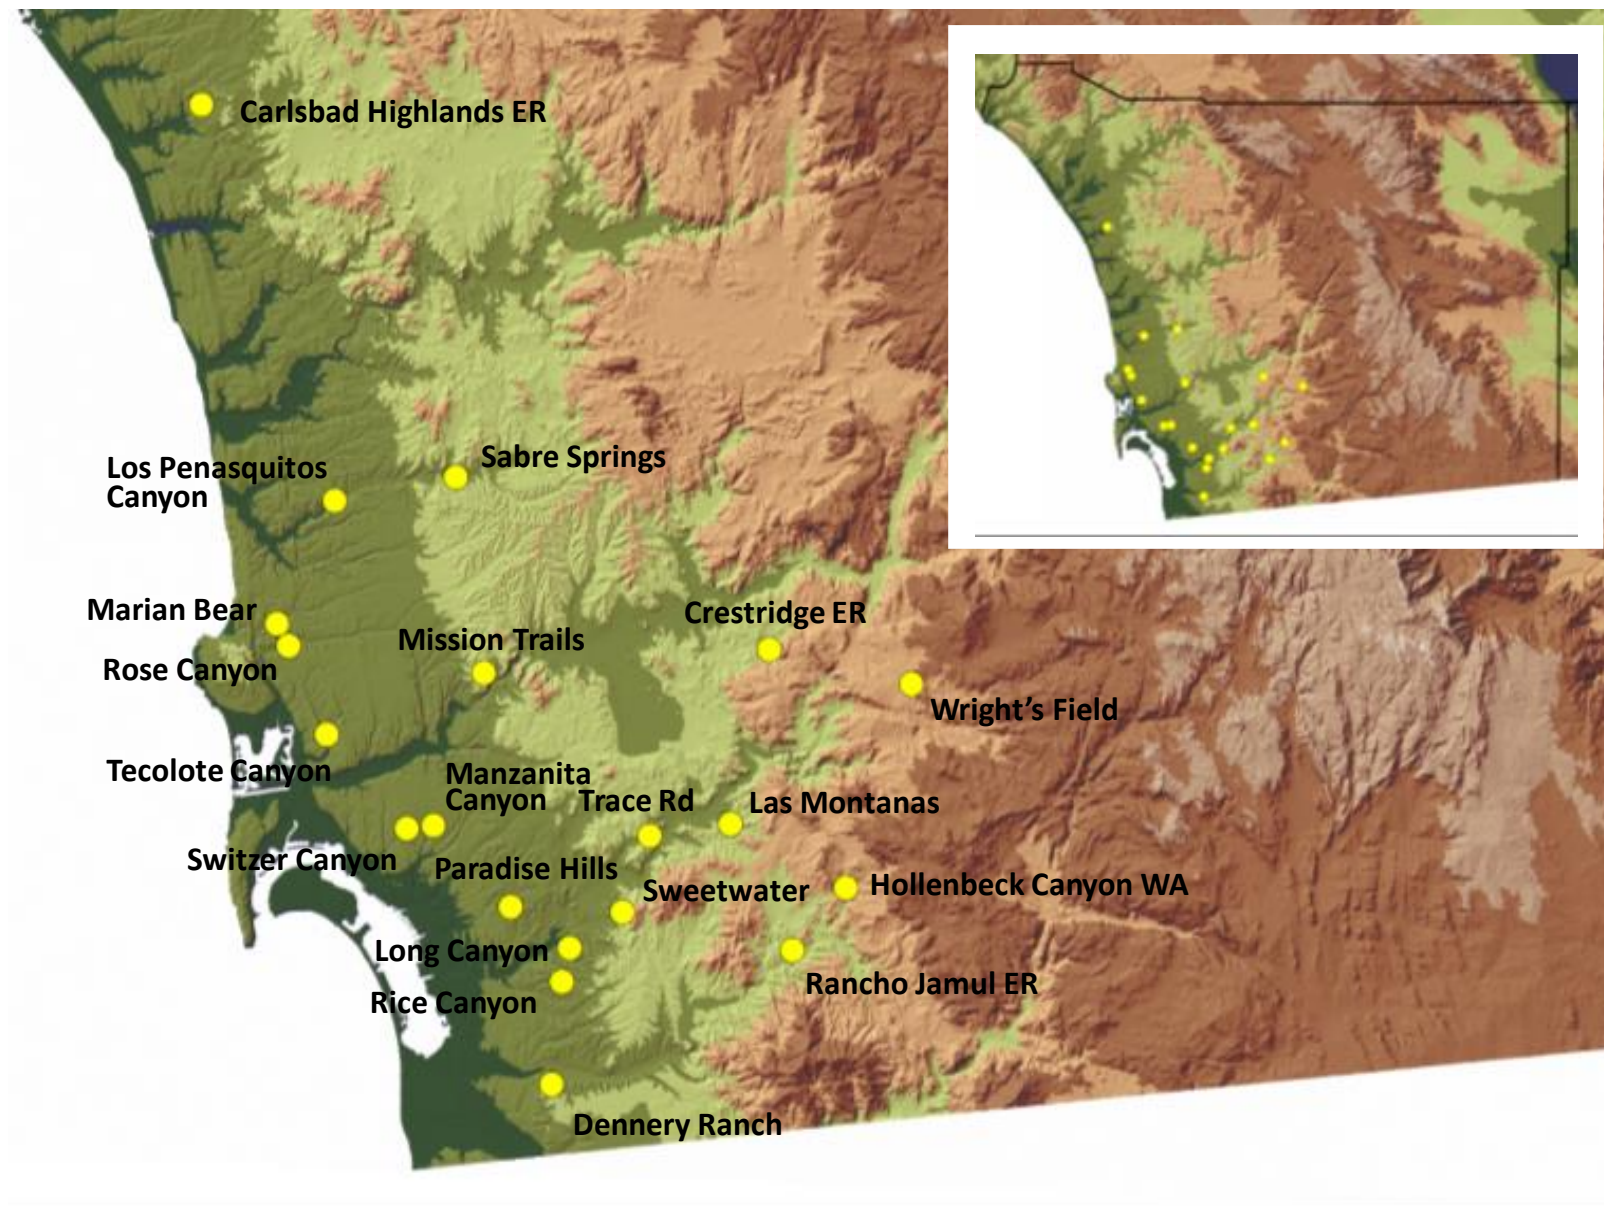 Carlsbad Highlands ER
Sabre Springs
Los Penasquitos
Canyon
Marian Bear
Crestridge ER
Mission Trails
Rose Canyon
Wright’s Field
Tecolote Canyon
Manzanita
Canyon
Trace Rd
Las Montanas
Switzer Canyon
Paradise Hills
Sweetwater
Hollenbeck Canyon WA
Long Canyon
Rancho Jamul ER
Rice Canyon
Dennery Ranch